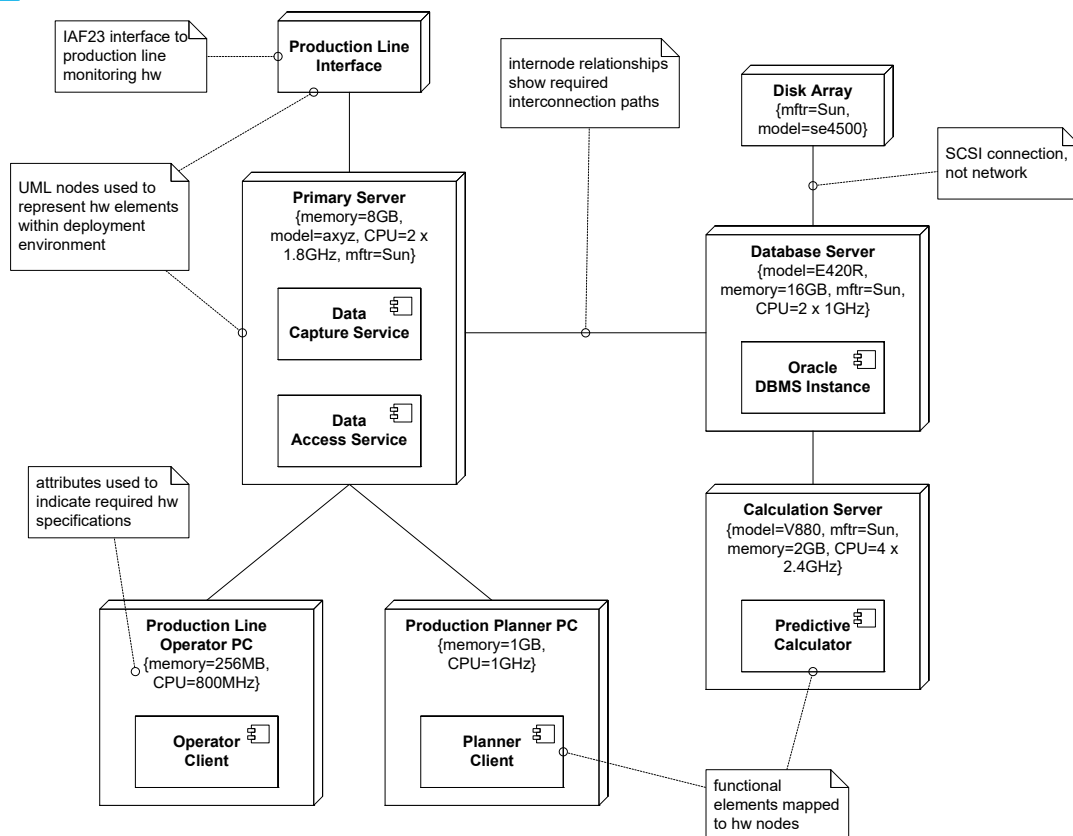 IAF23 interface to
production line
monitoring hw
Production Line
Interface
internode relationships
show required
interconnection paths
Disk Array
{mftr=Sun,
model=se4500}
SCSI connection,
not network
UML nodes used to
represent hw elements
within deployment
environment
Primary Server
{memory=8GB,
model=axyz, CPU=2 x
1.8GHz, mftr=Sun}
Data
Capture Service
Data
Access Service
Database Server
{model=E420R,
memory=16GB, mftr=Sun,
CPU=2 x 1GHz}
Oracle
DBMS Instance
attributes used to
indicate required hw
specifications
Calculation Server
{model=V880, mftr=Sun,
memory=2GB, CPU=4 x
2.4GHz}
Predictive
Calculator
Production Line
Operator PC
{memory=256MB,
CPU=800MHz}
Operator
Client
Production Planner PC
{memory=1GB,
CPU=1GHz}
Planner
Client
functional
elements mapped
to hw nodes